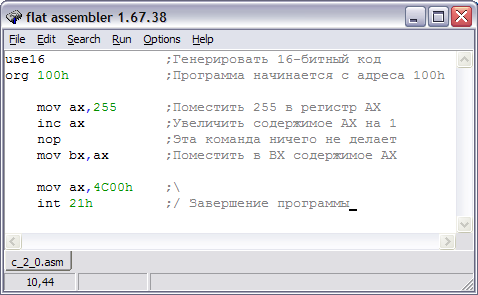 flat assembler 1.67.38
File Edit Search Run Options Help
use16 ;Генерировать 16-битный код
org 100h ;Программа начинается с адреса 100h
mov ax,255 ;Поместить 255 в регистр AX
inc ax ;Увеличить содержимое AX на 1
nop ;Эта команда ничего не делает
mov bx,ax ;Поместить в BX содержимое AX
mov ax,4C00h ;\
int 21h ;/ Завершение программы
c_2_0.asm
10,44